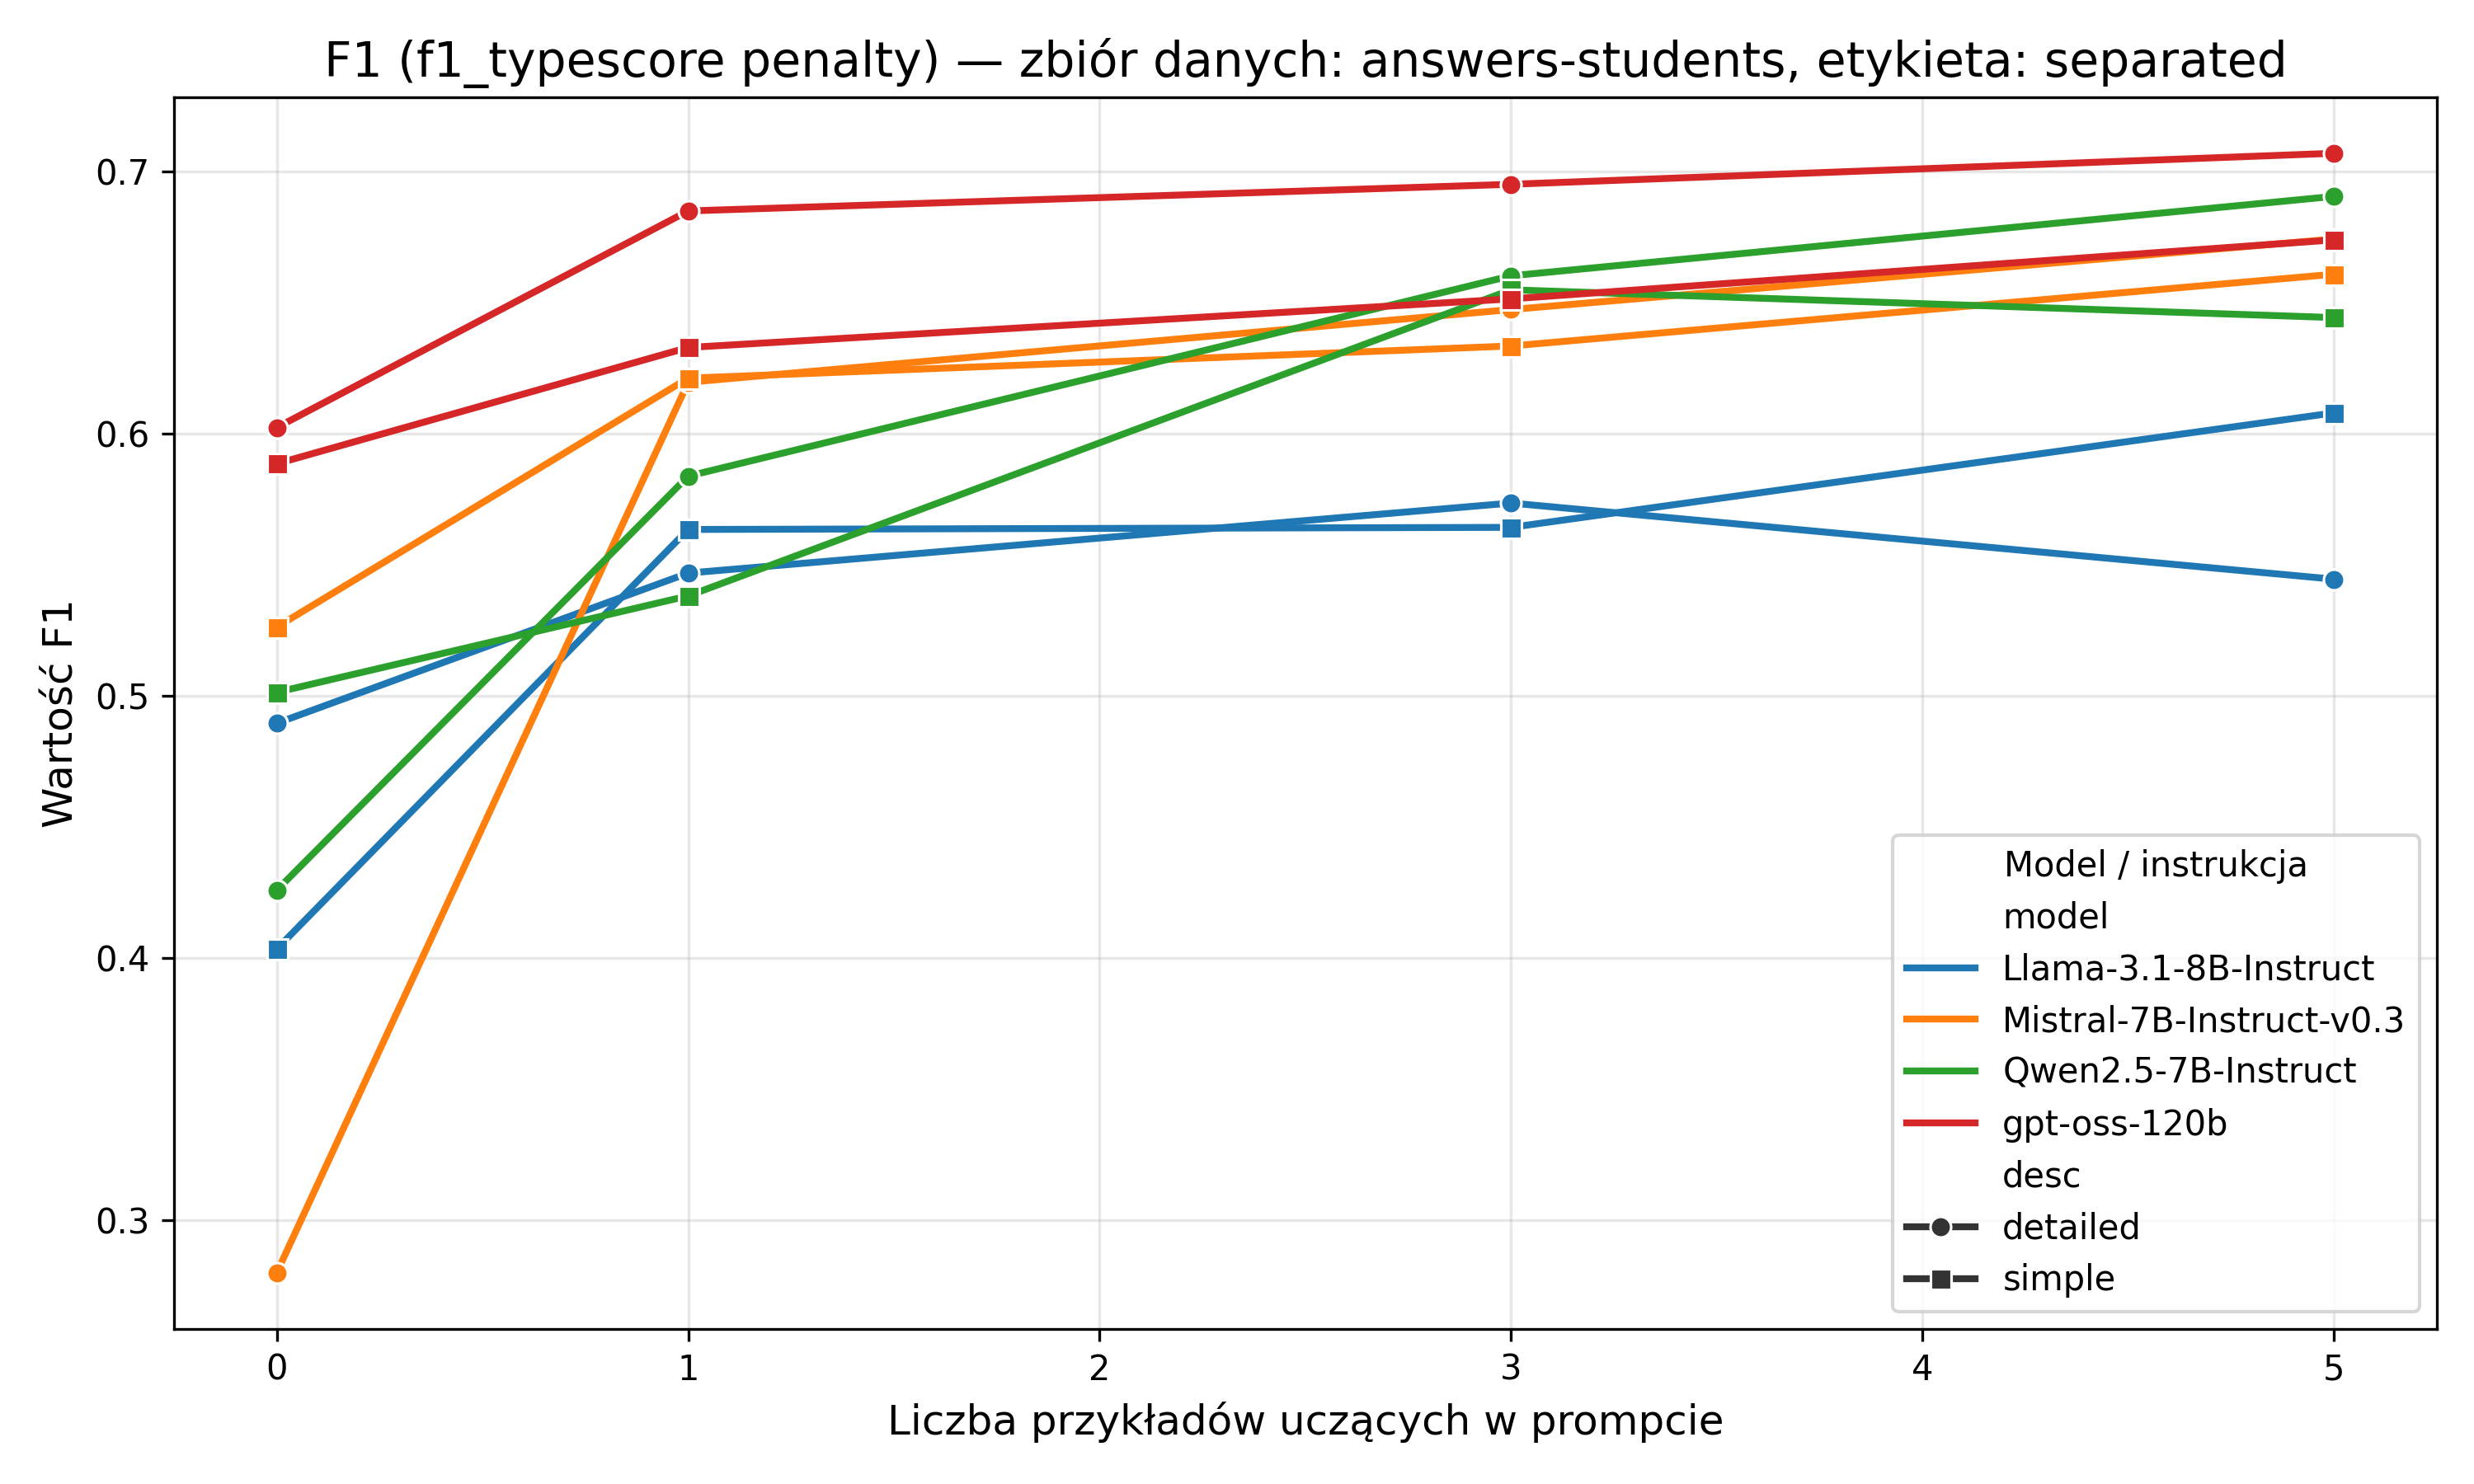 F1 (f1_typescore penalty) — zbiór danych: answers-students, etykieta: separated
Wartość F1
0.7
0.6
0.5
0.4
0.3
0 1 2 3 4 5
Liczba przykładów uczących w prompcie
Model / instrukcja
model
Llama-3.1-8B-Instruct
Mistral-7B-Instruct-v0.3
Qwen2.5-7B-Instruct
gpt-oss-120b
desc
detailed
simple